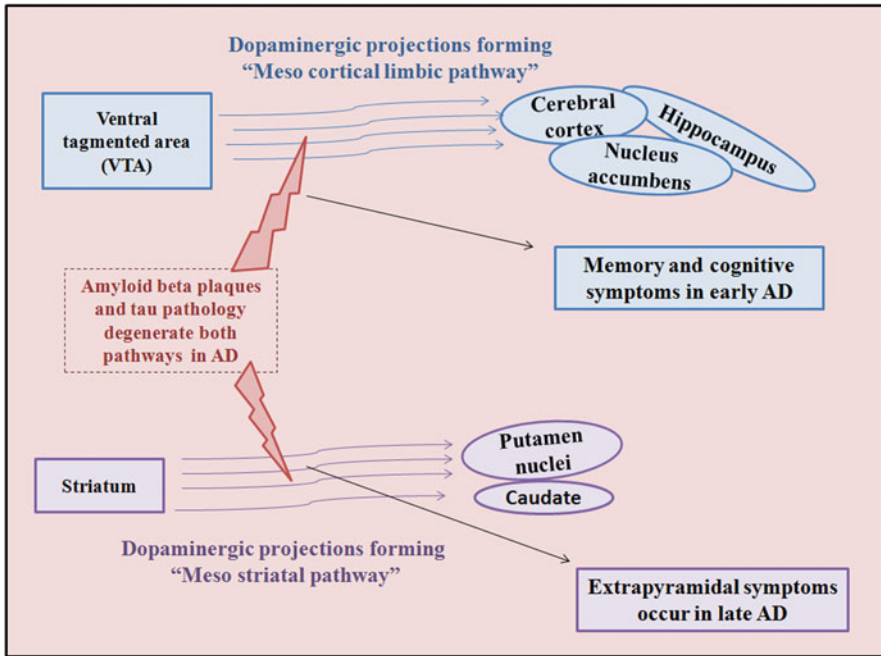 Dopaminergic projections forming
“Meso cortical limbic pathway”
Ventral
tagmented area
(VTA)
Cerebral
cortex
Hippocampus
Nucleus
accumbens
Memory and cognitive
symptoms in early AD
Amyloid beta plaques
and tau pathology
degenerate both
pathways in AD
Striatum
Putamen
nuclei
Caudate
Dopaminergic projections forming
“Meso striatal pathway”
Extrapyramidal symptoms
occur in late AD